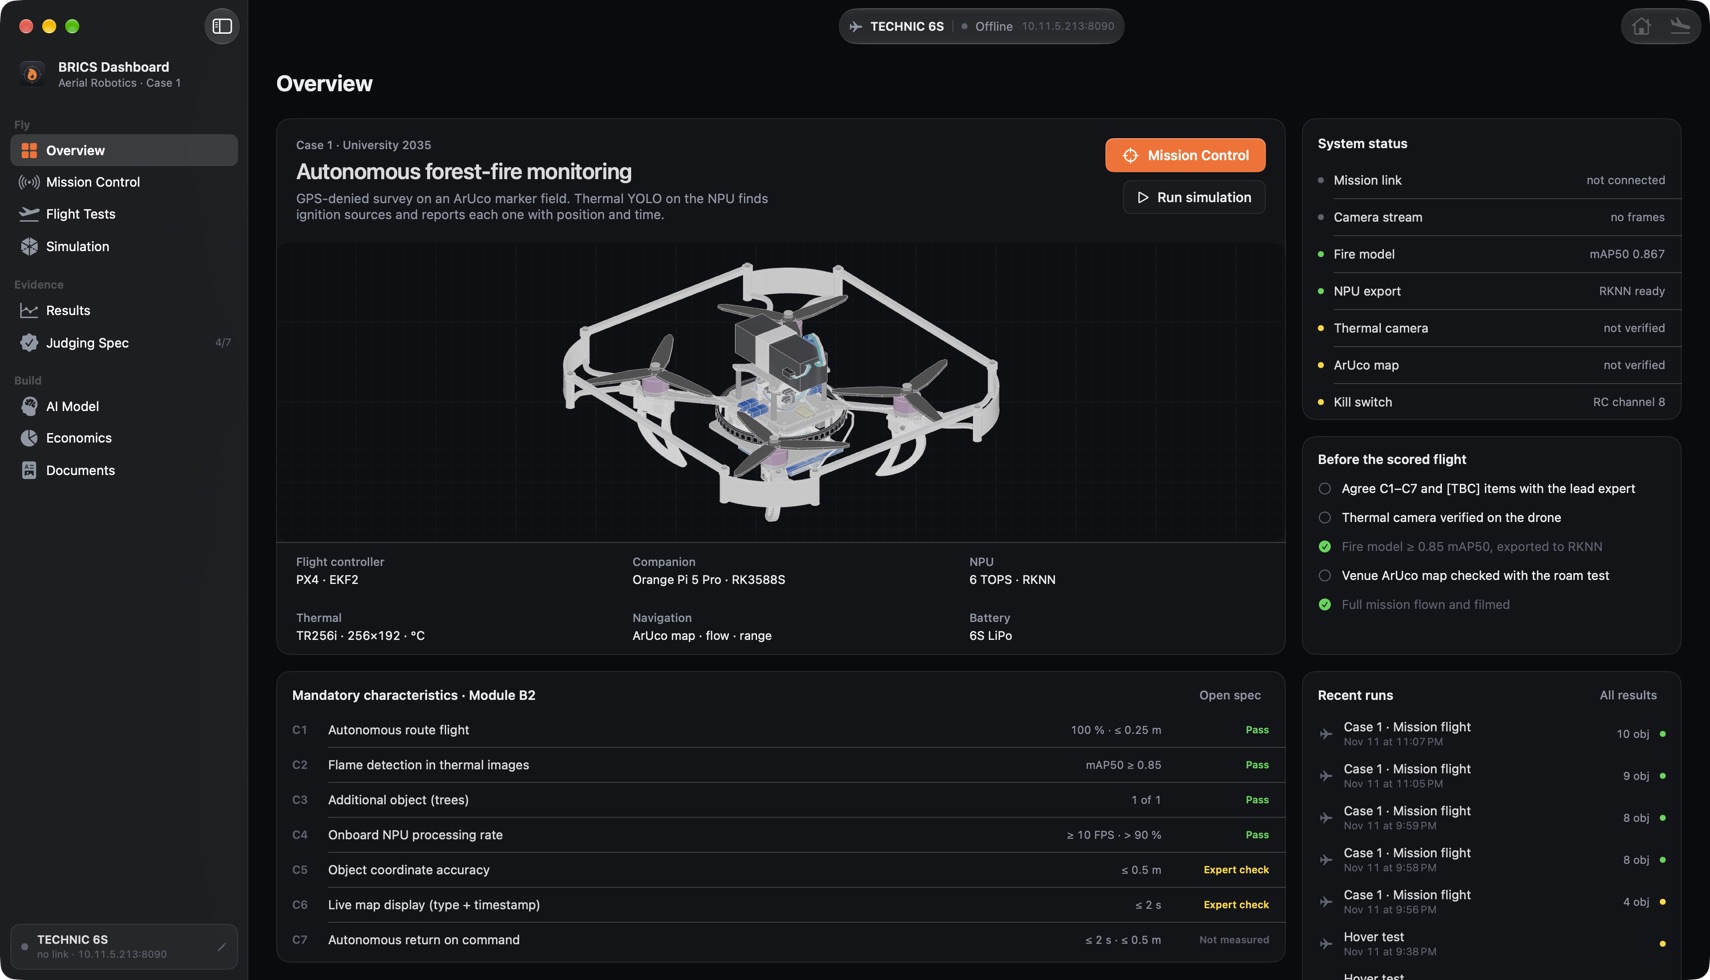 TECHNIC 6S
Offline 10.11.5.213:8090
BRICS Dashboard
Aerial Robotics · Case 1
Fly
Overview
Mission Control
Flight Tests
Simulation
Evidence
Results
Judging Spec 4/7
Build
AI Model
Economics
Documents
TECHNIC 6S
no link · 10.11.5.213:8090
Overview
Case 1 · University 2035
Autonomous forest-fire monitoring
GPS-denied survey on an ArUco marker field. Thermal YOLO on the NPU finds
ignition sources and reports each one with position and time.
Mission Control
Run simulation
Flight controller
PX4 · EKF2
Companion
Orange Pi 5 Pro · RK3588S
NPU
6 TOPS · RKNN
Thermal
TR256i · 256×192 · °C
Navigation
ArUco map · flow · range
Battery
6S LiPo
System status
Mission link not connected
Camera stream no frames
Fire model mAP50 0.867
NPU export RKNN ready
Thermal camera not verified
ArUco map not verified
Kill switch RC channel 8
Before the scored flight
Agree C1–C7 and [TBC] items with the lead expert
Thermal camera verified on the drone
Fire model ≥ 0.85 mAP50, exported to RKNN
Venue ArUco map checked with the roam test
Full mission flown and filmed
Mandatory characteristics · Module B2 Open spec
C1 Autonomous route flight 100 % · ≤ 0.25 m Pass
C2 Flame detection in thermal images mAP50 ≥ 0.85 Pass
C3 Additional object (trees) 1 of 1 Pass
C4 Onboard NPU processing rate ≥ 10 FPS · > 90 % Pass
C5 Object coordinate accuracy ≤ 0.5 m Expert check
C6 Live map display (type + timestamp) ≤ 2 s Expert check
C7 Autonomous return on command ≤ 2 s · ≤ 0.5 m Not measured
Recent runs All results
Case 1 · Mission flight 10 obj
Nov 11 at 11:07 PM
Case 1 · Mission flight 9 obj
Nov 11 at 11:05 PM
Case 1 · Mission flight 8 obj
Nov 11 at 9:59 PM
Case 1 · Mission flight 8 obj
Nov 11 at 9:58 PM
Case 1 · Mission flight 4 obj
Nov 11 at 9:56 PM
Hover test
Nov 11 at 9:38 PM
Hover test